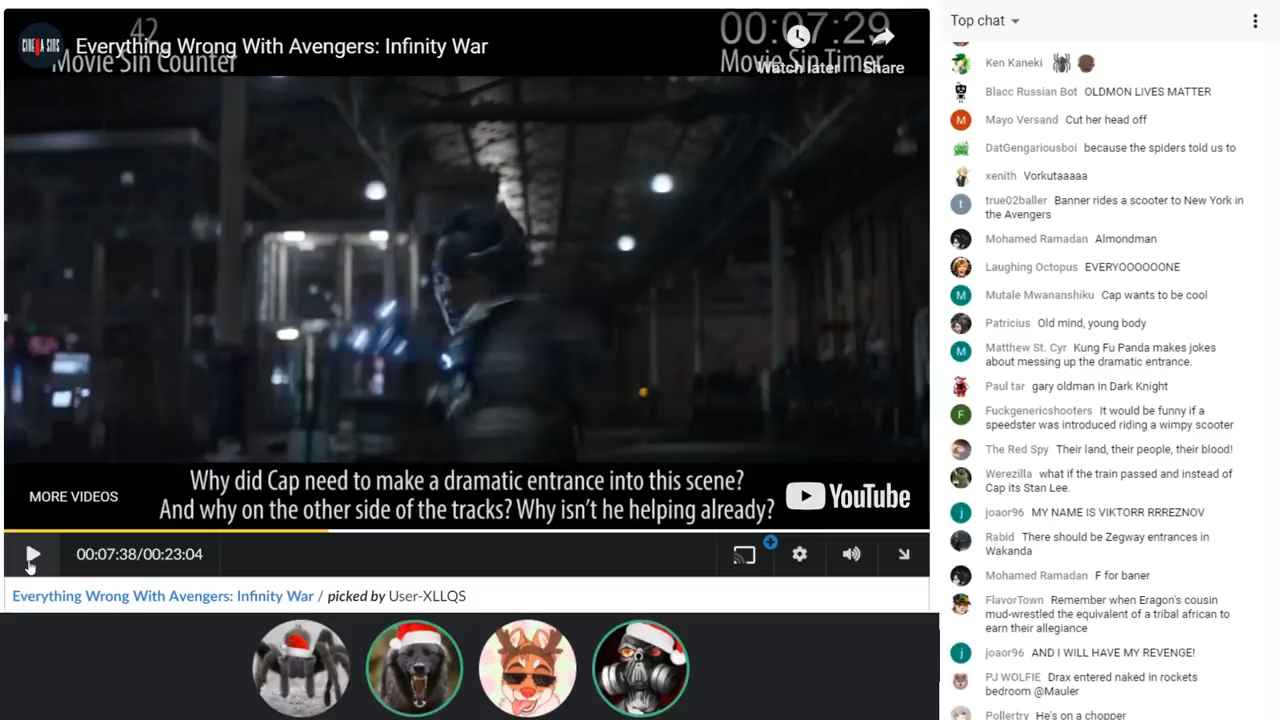 42
Movie Sin Counter
CINEMA SINS
Everything Wrong With Avengers: Infinity War
00:07:29
Movie Sin Timer
Watch later
Share
Why did Cap need to make a dramatic entrance into this scene?
And why on the other side of the tracks? Why isn't he helping already?
MORE VIDEOS
YouTube
00:07:38/00:23:04
Everything Wrong With Avengers: Infinity War / picked by User-XLLQS
Top chat
Ken Kaneki
Blacc Russian Bot OLDMON LIVES MATTER
M Mayo Versand Cut her head off
DatGengariousboi because the spiders told us to
xenith Vorkutaaaaa
t true02baller Banner rides a scooter to New York in
the Avengers
Mohamed Ramadan Almondman
Laughing Octopus EVERYOOOOOONE
M Mutale Mwananshiku Cap wants to be cool
Patricius Old mind, young body
M Matthew St. Cyr Kung Fu Panda makes jokes
about messing up the dramatic entrance.
Paul tar gary oldman in Dark Knight
F Fuckgenericshooters It would be funny if a
speedster was introduced riding a wimpy scooter
The Red Spy Their land, their people, their blood!
Werezilla what if the train passed and instead of
Cap its Stan Lee.
j joaor96 MY NAME IS VIKTORR RRREZNOV
Rabid There should be Zegway entrances in
Wakanda
Mohamed Ramadan F for baner
FlavorTown Remember when Eragon's cousin
mud-wrestled the equivalent of a tribal african to
earn their allegiance
j joaor96 AND I WILL HAVE MY REVENGE!
PJ WOLFIE Drax entered naked in rockets
bedroom @Mauler
Pollertry He's on a chopper